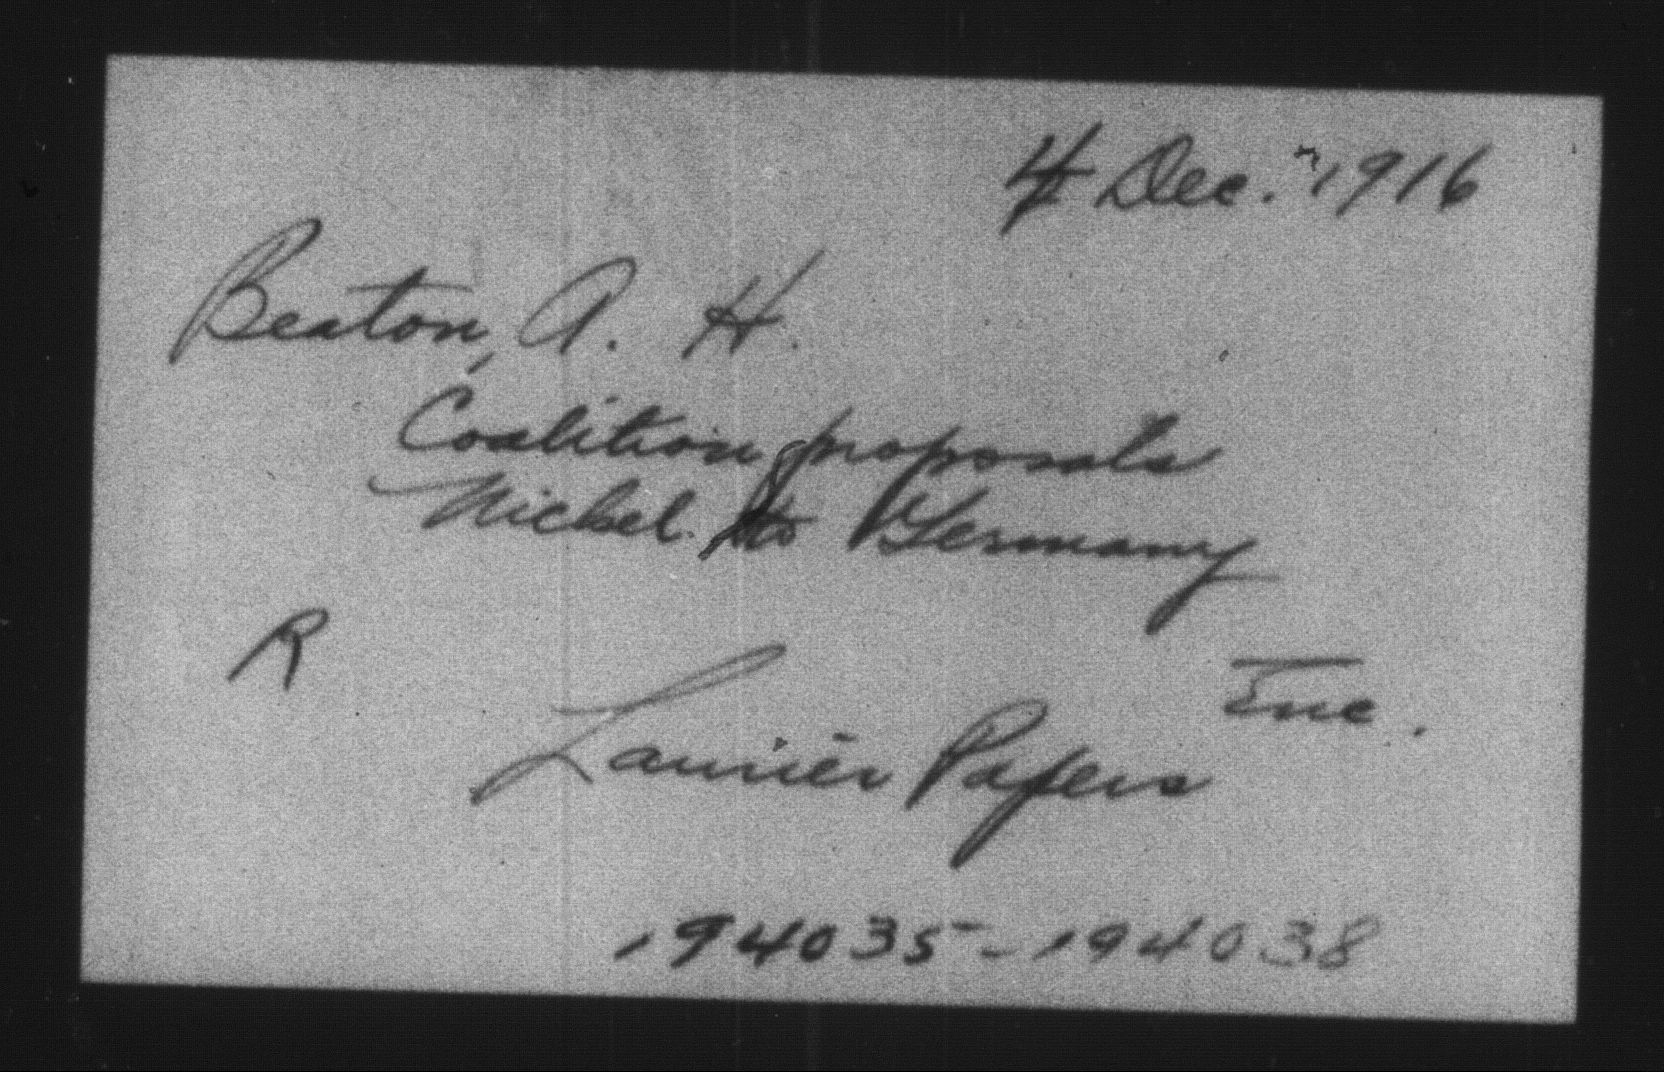 4 Dec. 1916
Beaton, A. H.
Coalition proposals
Nickel to Germany
R
Enc.
Laurier Papers
194035-194038